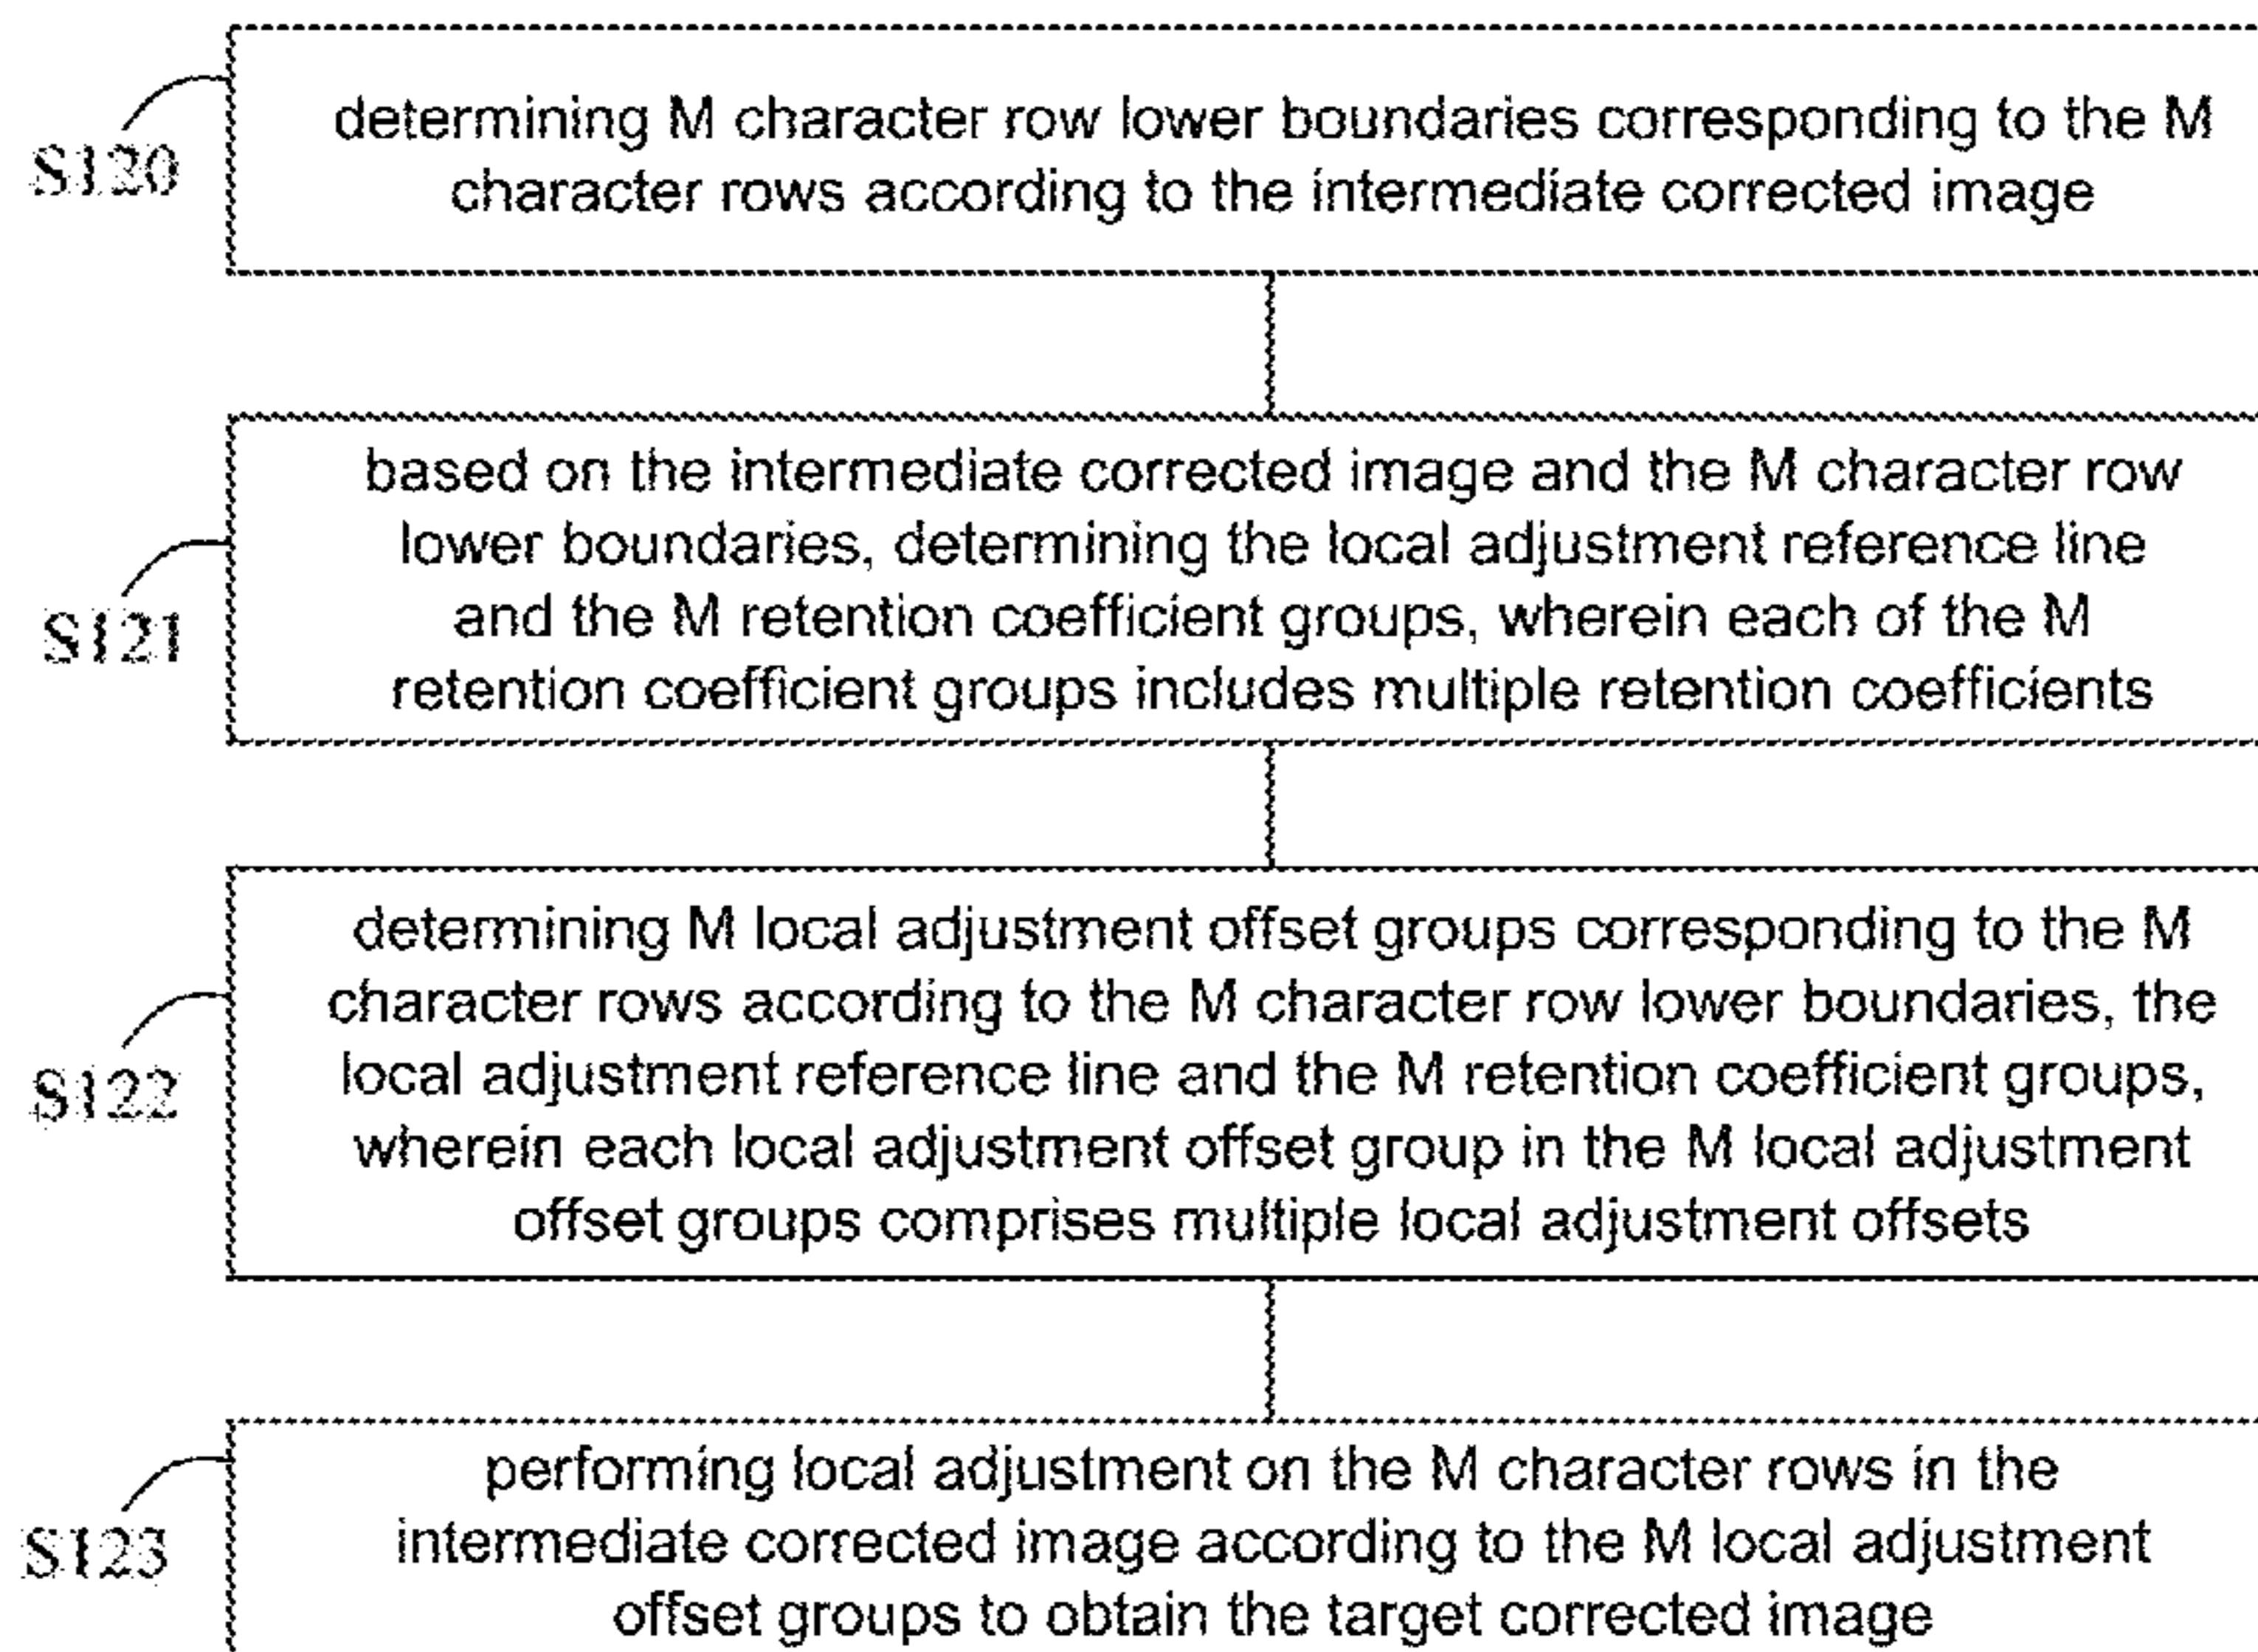 S120
determining M character row lower boundaries corresponding to the M
character rows according to the intermediate corrected image
S121
based on the intermediate corrected image and the M character row
lower boundaries, determining the local adjustment reference line
and the M retention coefficient groups, wherein each of the M
retention coefficient groups includes multiple retention coefficients
S122
determining M local adjustment offset groups corresponding to the M
character rows according to the M character row lower boundaries, the
local adjustment reference line and the M retention coefficient groups,
wherein each local adjustment offset group in the M local adjustment
offset groups comprises multiple local adjustment offsets
S123
performing local adjustment on the M character rows in the
intermediate corrected image according to the M local adjustment
offset groups to obtain the target corrected image